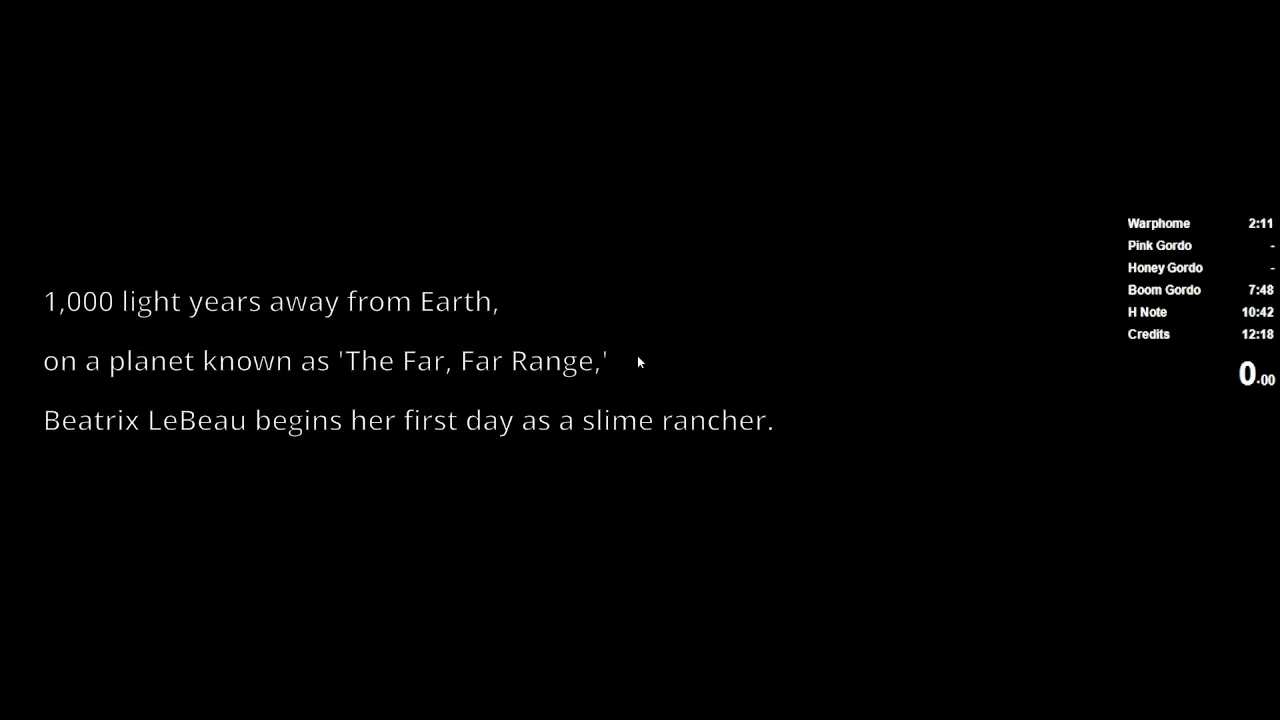 1,000 light years away from Earth,
on a planet known as 'The Far, Far Range,'
Beatrix LeBeau begins her first day as a slime rancher.
Warphome 2:11
Pink Gordo -
Honey Gordo -
Boom Gordo 7:48
H Note 10:42
Credits 12:18
0.00